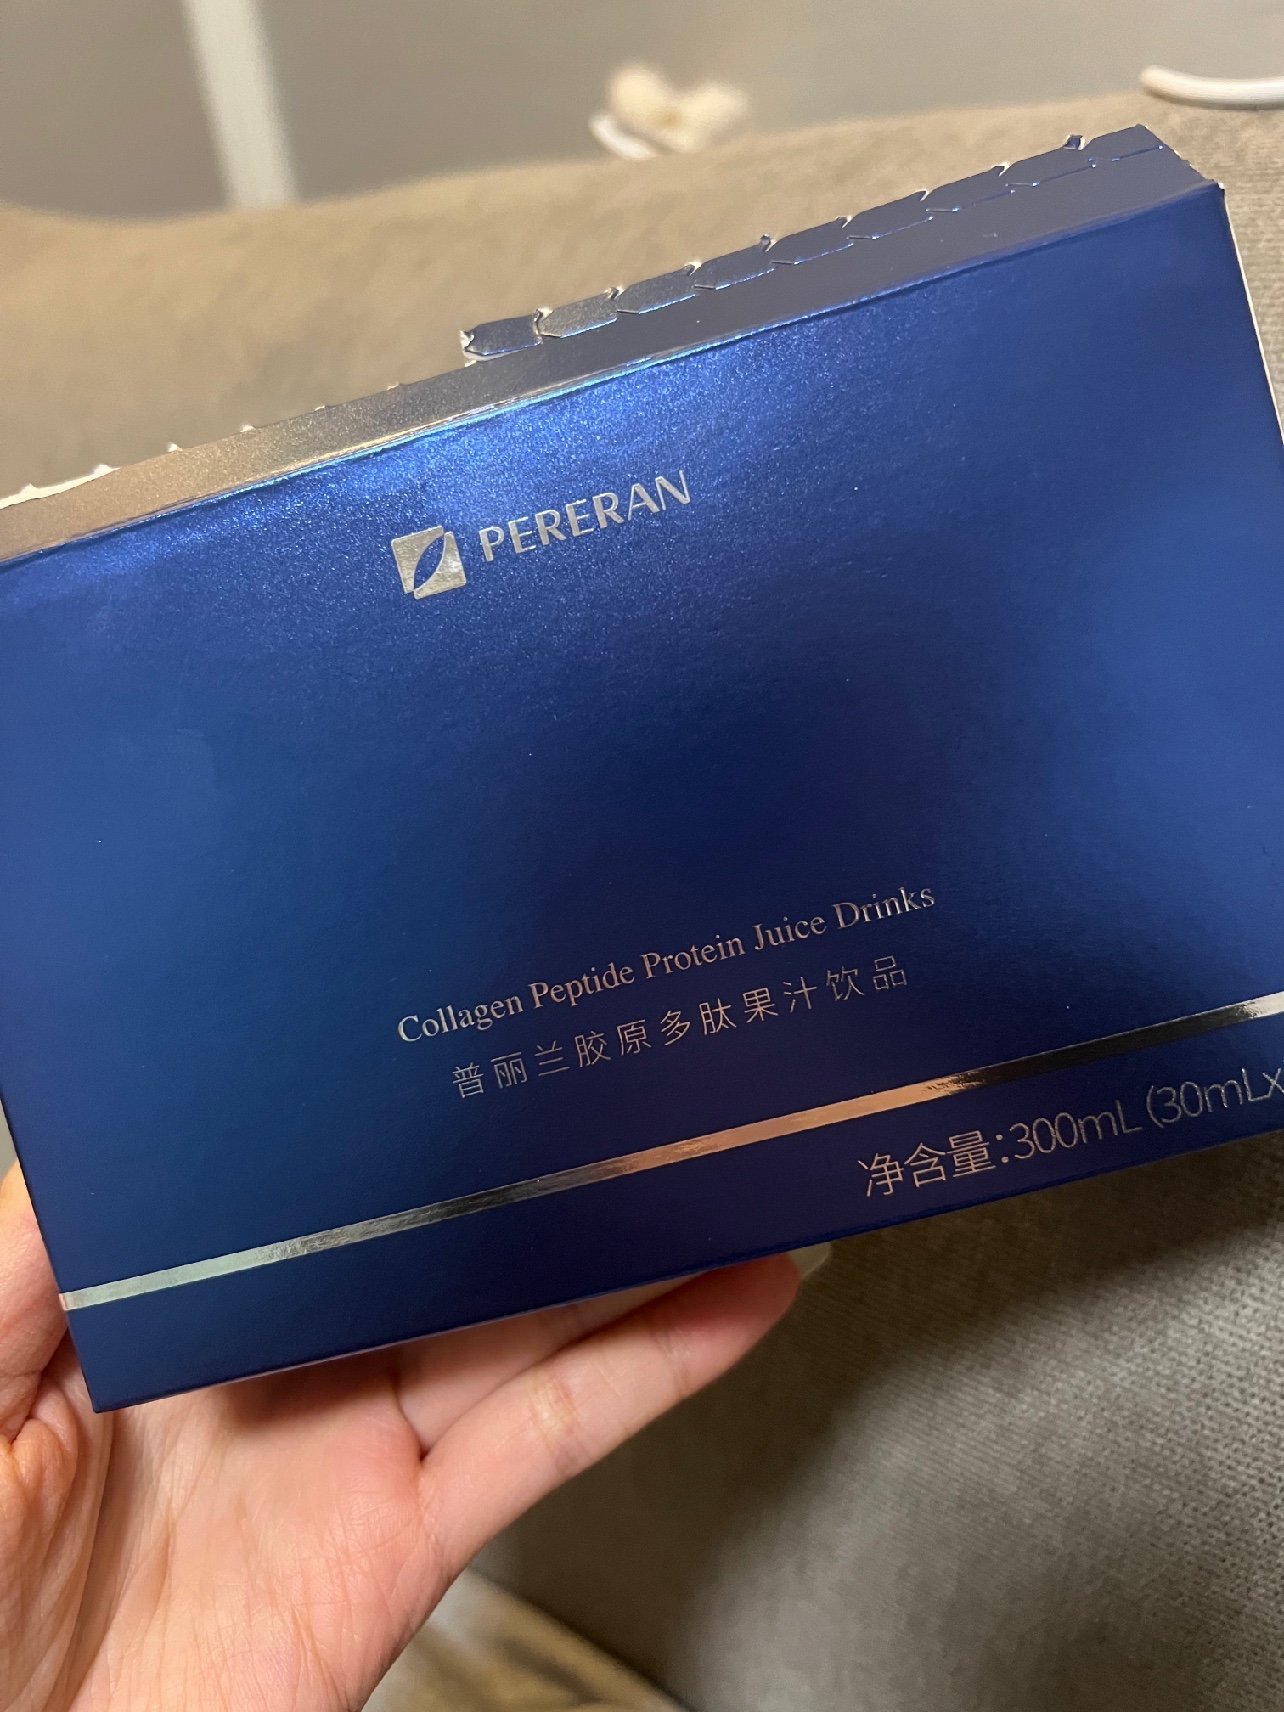 PERERAN
Collagen Peptide Protein Juice Drinks
普丽兰胶原多肽果汁饮品
净含量:300mL (30mLx